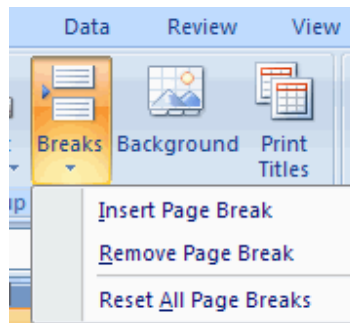 Data Review View
Breaks Background Print Titles
Insert Page Break
Remove Page Break
Reset All Page Breaks